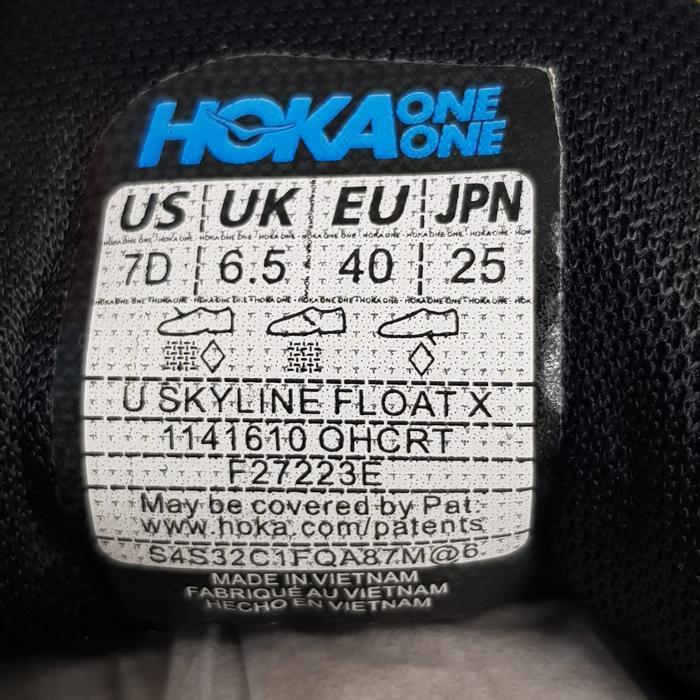 HOKA ONE ONE
US UK EU JPN
7D 6.5 40 25
U SKYLINE FLOAT X
1141610 OHCRT
F27223E
May be covered by Pat.
www.hoka.com/patents
S4S32C1FQA87M@6
MADE IN VIETNAM
FABRIQUÉ AU VIETNAM
HECHO EN VIETNAM